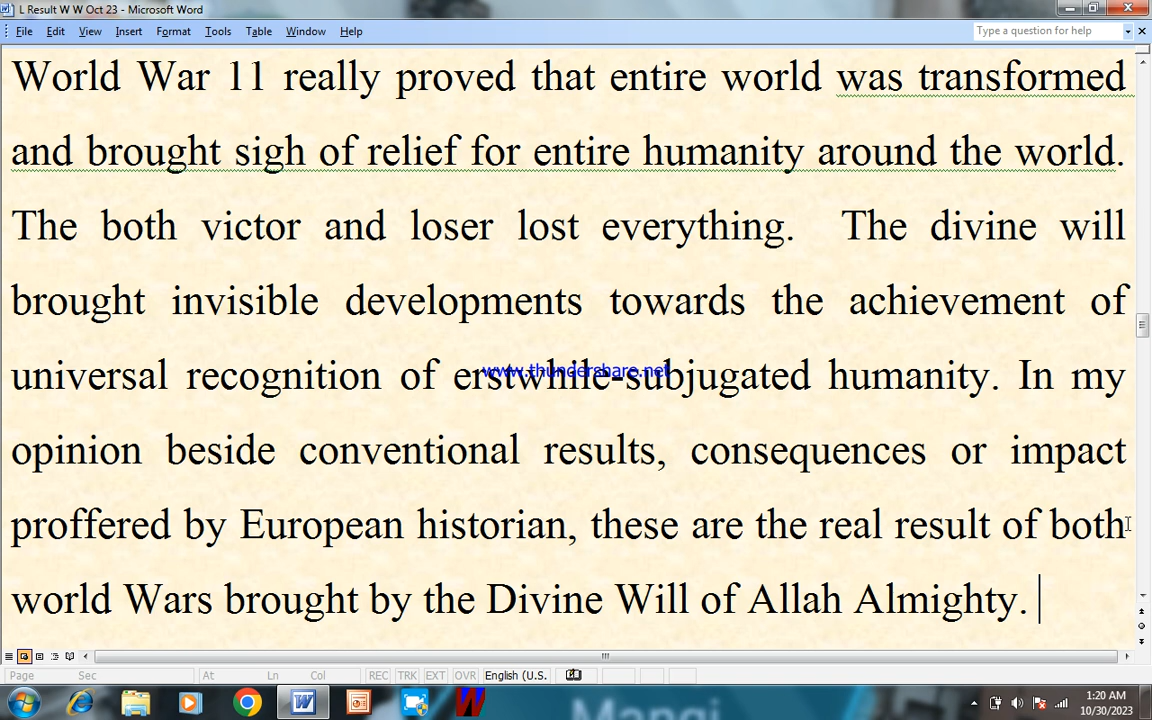 L Result W W Oct 23 - Microsoft Word
File Edit View Insert Format Tools Table Window Help
Type a question for help
World War 11 really proved that entire world was transformed
and brought sigh of relief for entire humanity around the world.
The both victor and loser lost everything. The divine will
brought invisible developments towards the achievement of
www.thundershare.net
universal recognition of erstwhile-subjugated humanity. In my
opinion beside conventional results, consequences or impact
proffered by European historian, these are the real result of both
world Wars brought by the Divine Will of Allah Almighty.
Page Sec At Ln Col REC TRK EXT OVR English (U.S.
Mangi
1:20 AM
10/30/2023